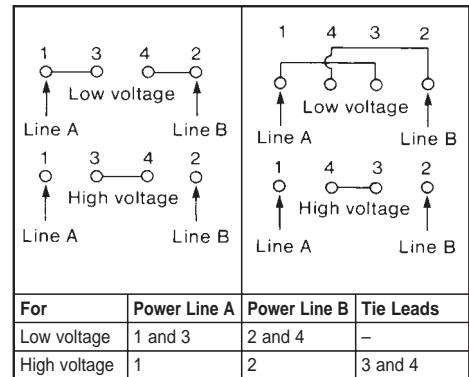 1 3 4 2
Low voltage
Line A Line B
1 3 4 2
High voltage
Line A Line B
1 4 3 2
Low voltage
Line A Line B
1 4 3 2
High voltage
Line A Line B
For Power Line A Power Line B Tie Leads
Low voltage 1 and 3 2 and 4 –
High voltage 1 2 3 and 4